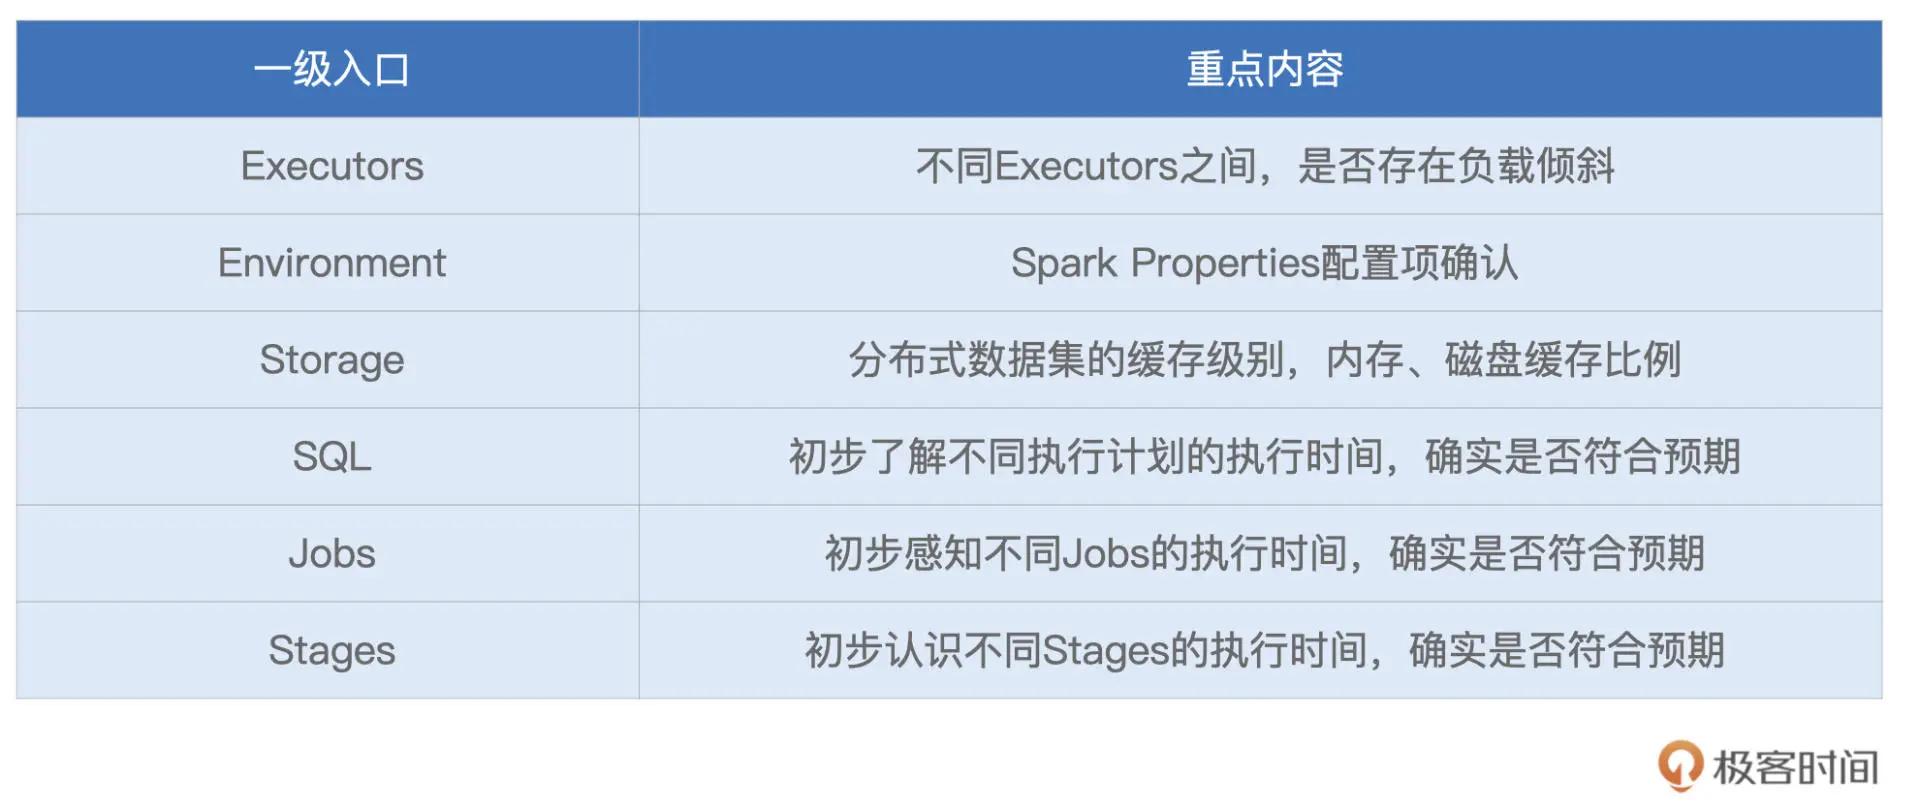 一级入口 重点内容
Executors 不同Executors之间，是否存在负载倾斜
Environment Spark Properties配置项确认
Storage 分布式数据集的缓存级别，内存、磁盘缓存比例
SQL 初步了解不同执行计划的执行时间，确实是否符合预期
Jobs 初步感知不同Jobs的执行时间，确实是否符合预期
Stages 初步认识不同Stages的执行时间，确实是否符合预期
极客时间